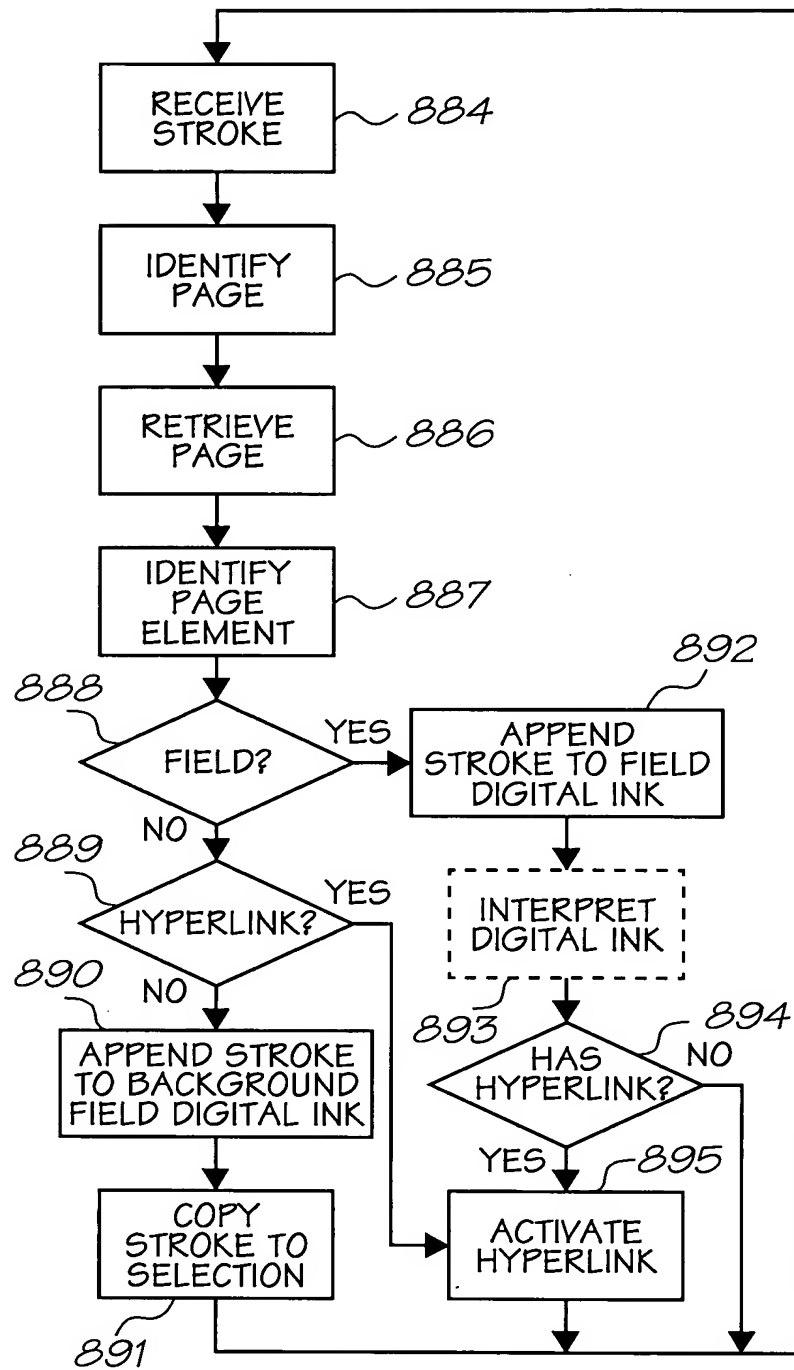 RECEIVE
STROKE
884
IDENTIFY
PAGE
885
RETRIEVE
PAGE
886
IDENTIFY
PAGE
ELEMENT
887
888
FIELD?
YES
NO
892
APPEND
STROKE TO FIELD
DIGITAL INK
889
HYPERLINK?
YES
NO
INTERPRET
DIGITAL INK
893
890
APPEND STROKE
TO BACKGROUND
FIELD DIGITAL INK
894
HAS
HYPERLINK?
NO
YES
895
COPY
STROKE TO
SELECTION
891
ACTIVATE
HYPERLINK